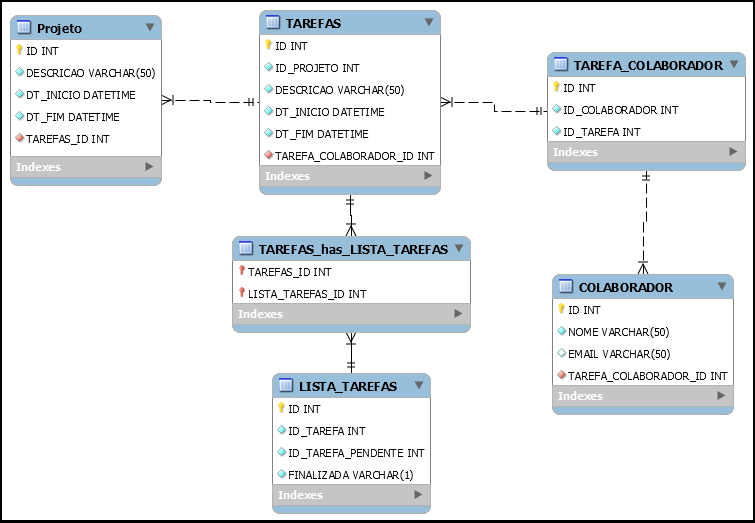 Projeto
ID INT
DESCRICAO VARCHAR(50)
DT_INICIO DATETIME
DT_FIM DATETIME
TAREFAS_ID INT
Indexes
TAREFAS
ID INT
ID_PROJETO INT
DESCRICAO VARCHAR(50)
DT_INICIO DATETIME
DT_FIM DATETIME
TAREFA_COLABORADOR_ID INT
Indexes
TAREFA_COLABORADOR
ID INT
ID_COLABORADOR INT
ID_TAREFA INT
Indexes
TAREFAS_has_LISTA_TAREFAS
TAREFAS_ID INT
LISTA_TAREFAS_ID INT
Indexes
COLABORADOR
ID INT
NOME VARCHAR(50)
EMAIL VARCHAR(50)
TAREFA_COLABORADOR_ID INT
Indexes
LISTA_TAREFAS
ID INT
ID_TAREFA INT
ID_TAREFA_PENDENTE INT
FINALIZADA VARCHAR(1)
Indexes